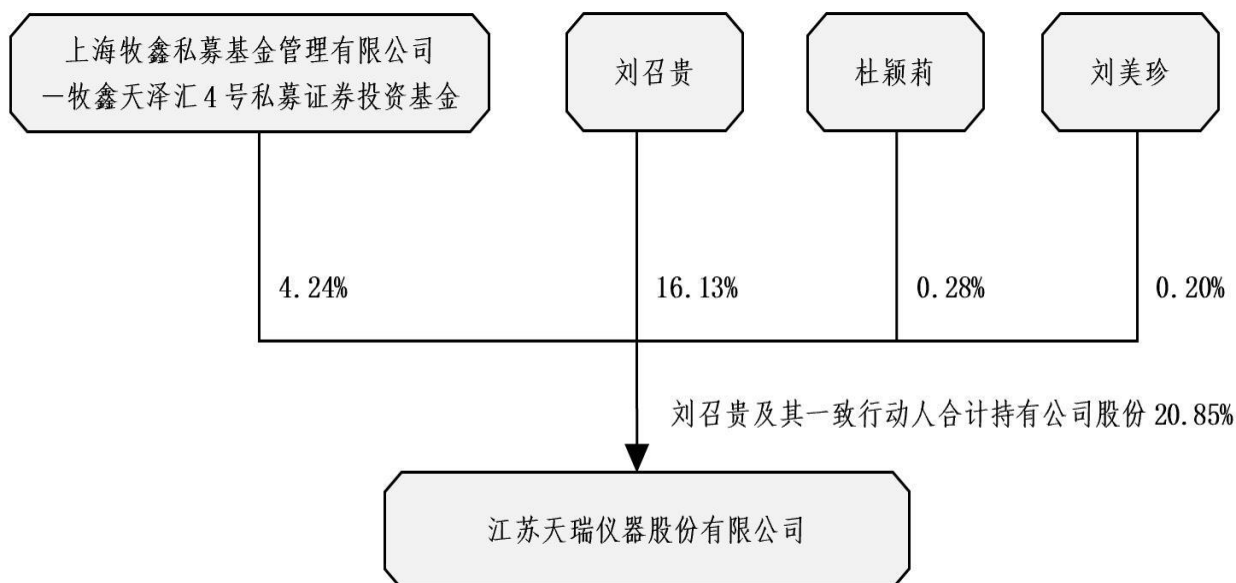 上海牧鑫私募基金管理有限公司
—牧鑫天泽汇4号私募证券投资基金
刘召贵
杜颖莉
刘美珍
4.24%
16.13%
0.28%
0.20%
刘召贵及其一致行动人合计持有公司股份20.85%
江苏天瑞仪器股份有限公司